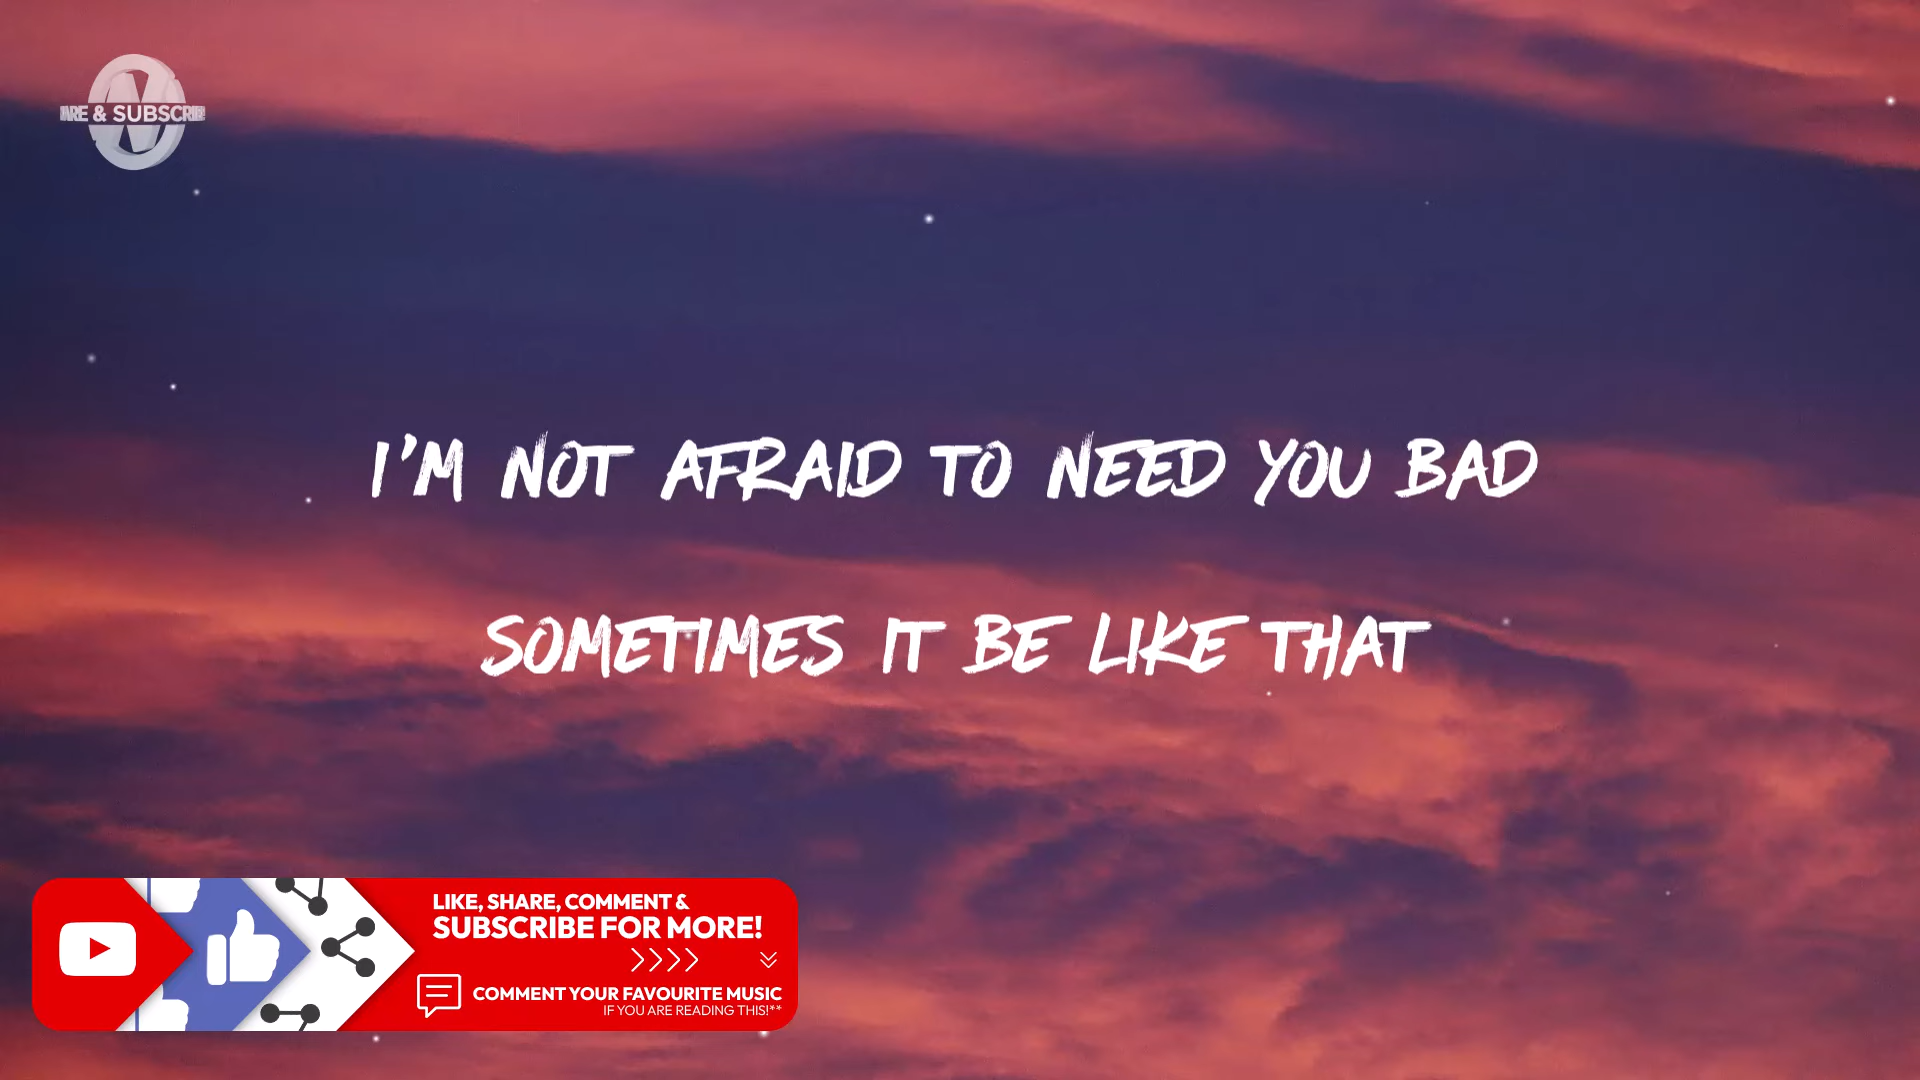 & SUBSCRIBE
I'M NOT AFRAID TO NEED YOU BAD
SOMETIMES IT BE LIKE THAT
LIKE, SHARE, COMMENT &
SUBSCRIBE FOR MORE!
COMMENT YOUR FAVOURITE MUSIC
IF YOU ARE READING THIS!**